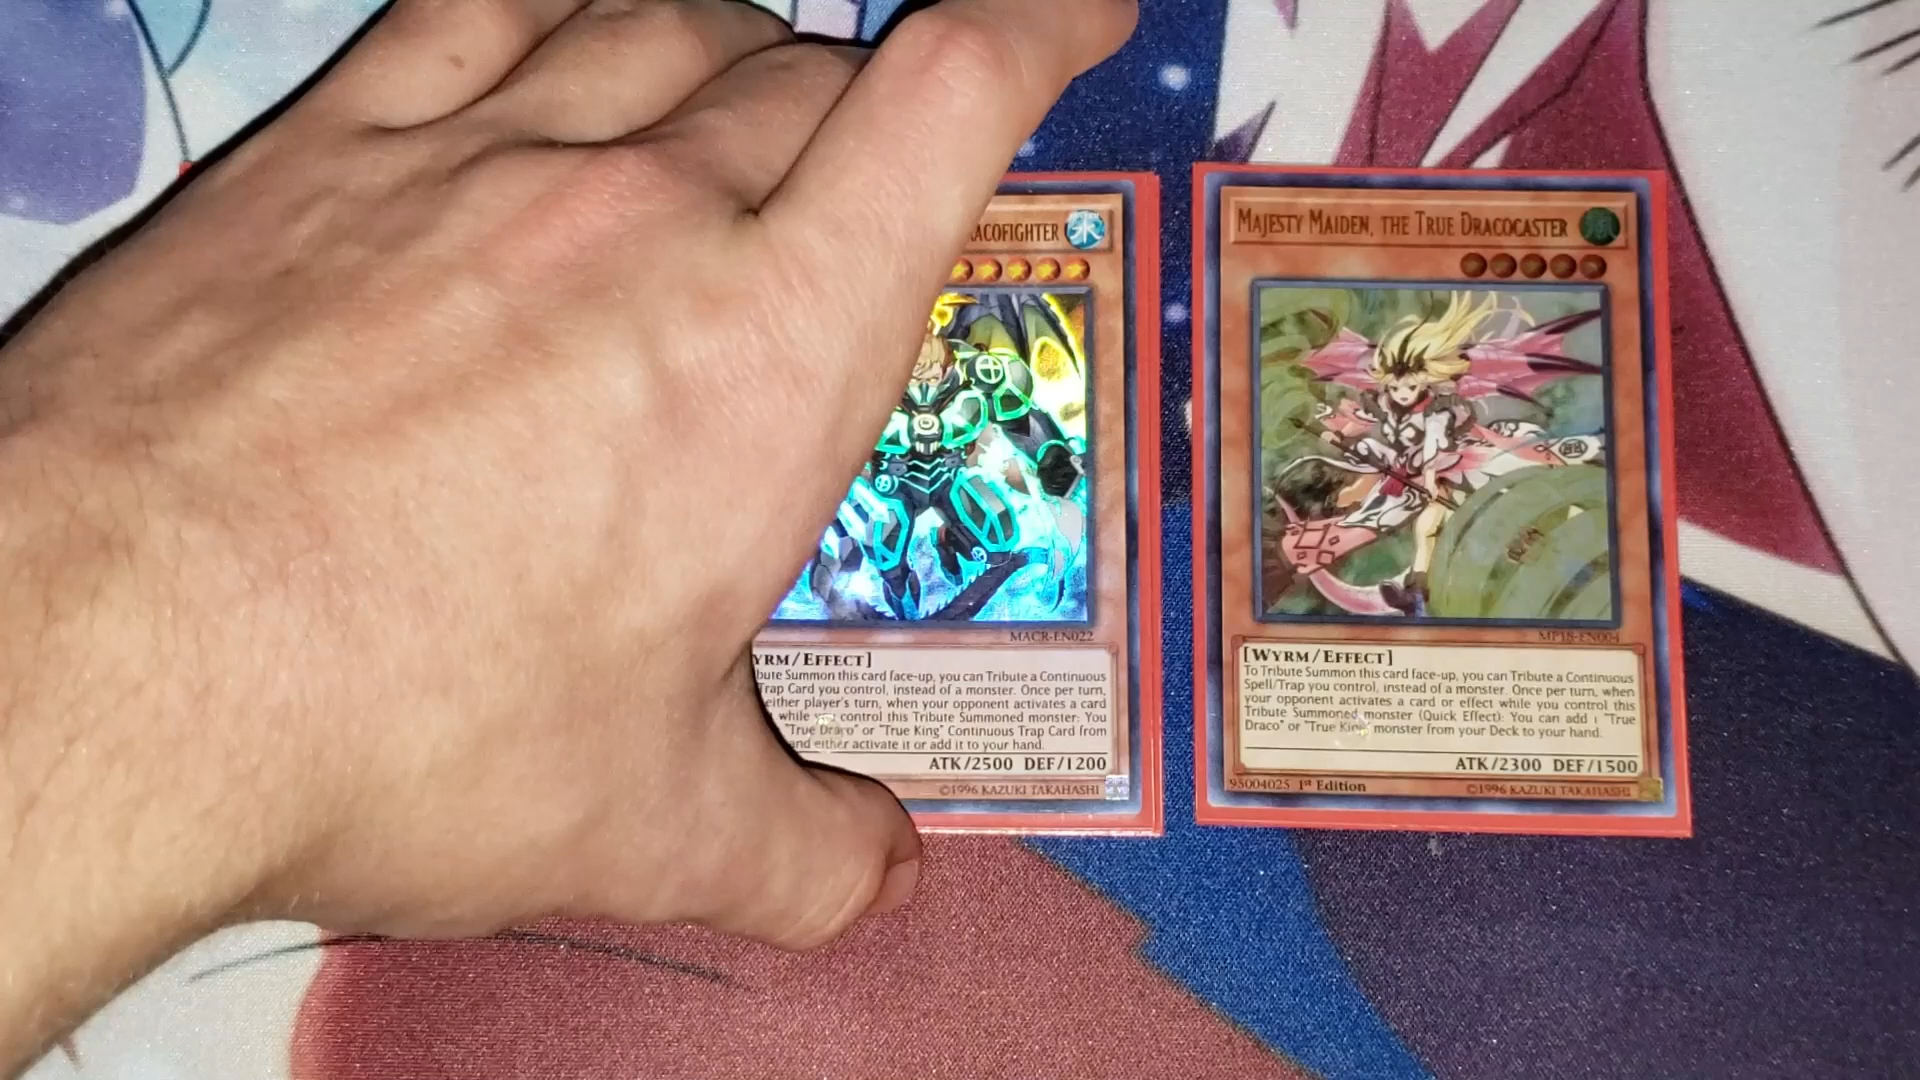 ACOFIGHTER
水
MACR-EN022
YRM/EFFECT]
bute Summon this card face-up, you can Tribute a Continuous
Trap Card you control, instead of a monster. Once per turn,
either player's turn, when your opponent activates a card
while you control this Tribute Summoned monster: You
"True Draco" or "True King" Continuous Trap Card from
and either activate it or add it to your hand.
ATK/2500 DEF/1200
©1996 KAZUKI TAKAHASHI
MAJESTY MAIDEN, THE TRUE DRACOCASTER
MP18-EN004
[WYRM/EFFECT]
To Tribute Summon this card face-up, you can Tribute a Continuous
Spell/Trap you control, instead of a monster. Once per turn, when
your opponent activates a card or effect while you control this
Tribute Summoned monster (Quick Effect): You can add 1 "True
Draco" or "True King" monster from your Deck to your hand.
ATK/2300 DEF/1500
95004025 1st Edition
©1996 KAZUKI TAKAHASHI